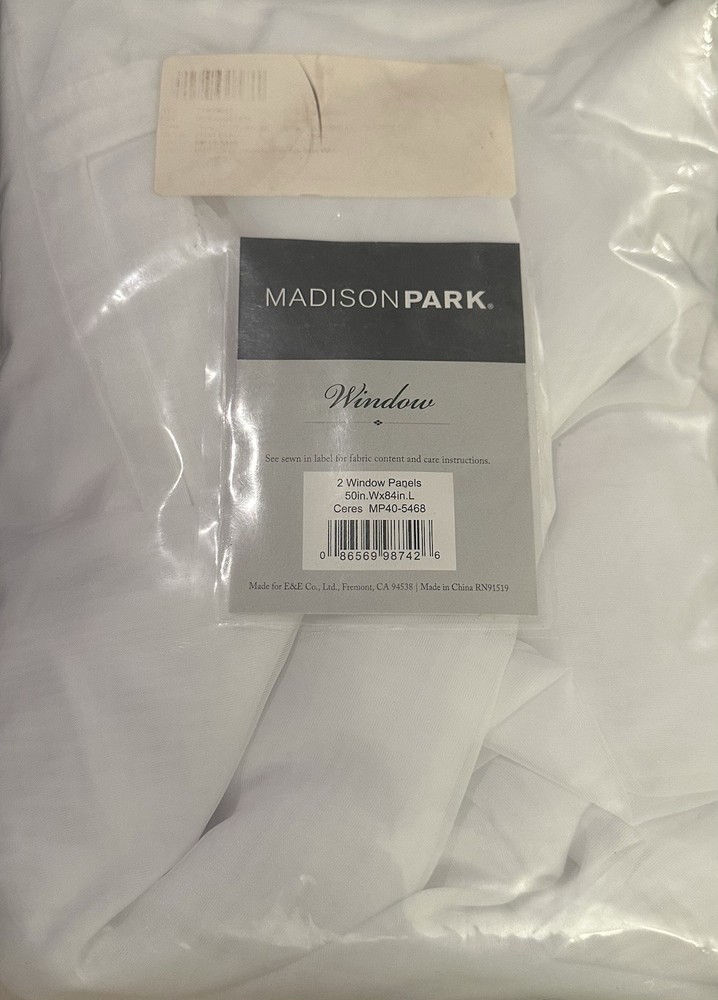 MADISONPARK®
Window
See sewn in label for fabric content and care instructions.
2 Window Panels
50in.Wx84in.L
Ceres MP40-5468
0 86569 98742 6
Made for E&E Co., Ltd., Fremont, CA 94538 | Made in China RN91519